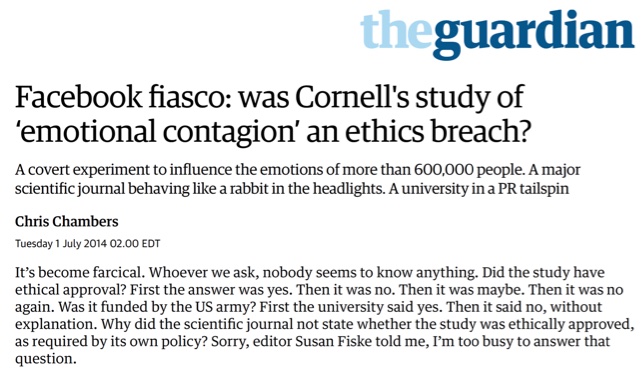 theguardian
Facebook fiasco: was Cornell's study of
‘emotional contagion’ an ethics breach?
A covert experiment to influence the emotions of more than 600,000 people. A major
scientific journal behaving like a rabbit in the headlights. A university in a PR tailspin
Chris Chambers
Tuesday 1 July 2014 02.00 EDT
It’s become farcical. Whoever we ask, nobody seems to know anything. Did the study have
ethical approval? First the answer was yes. Then it was no. Then it was maybe. Then it was no
again. Was it funded by the US army? First the university said yes. Then it said no, without
explanation. Why did the scientific journal not state whether the study was ethically approved,
as required by its own policy? Sorry, editor Susan Fiske told me, I’m too busy to answer that
question.